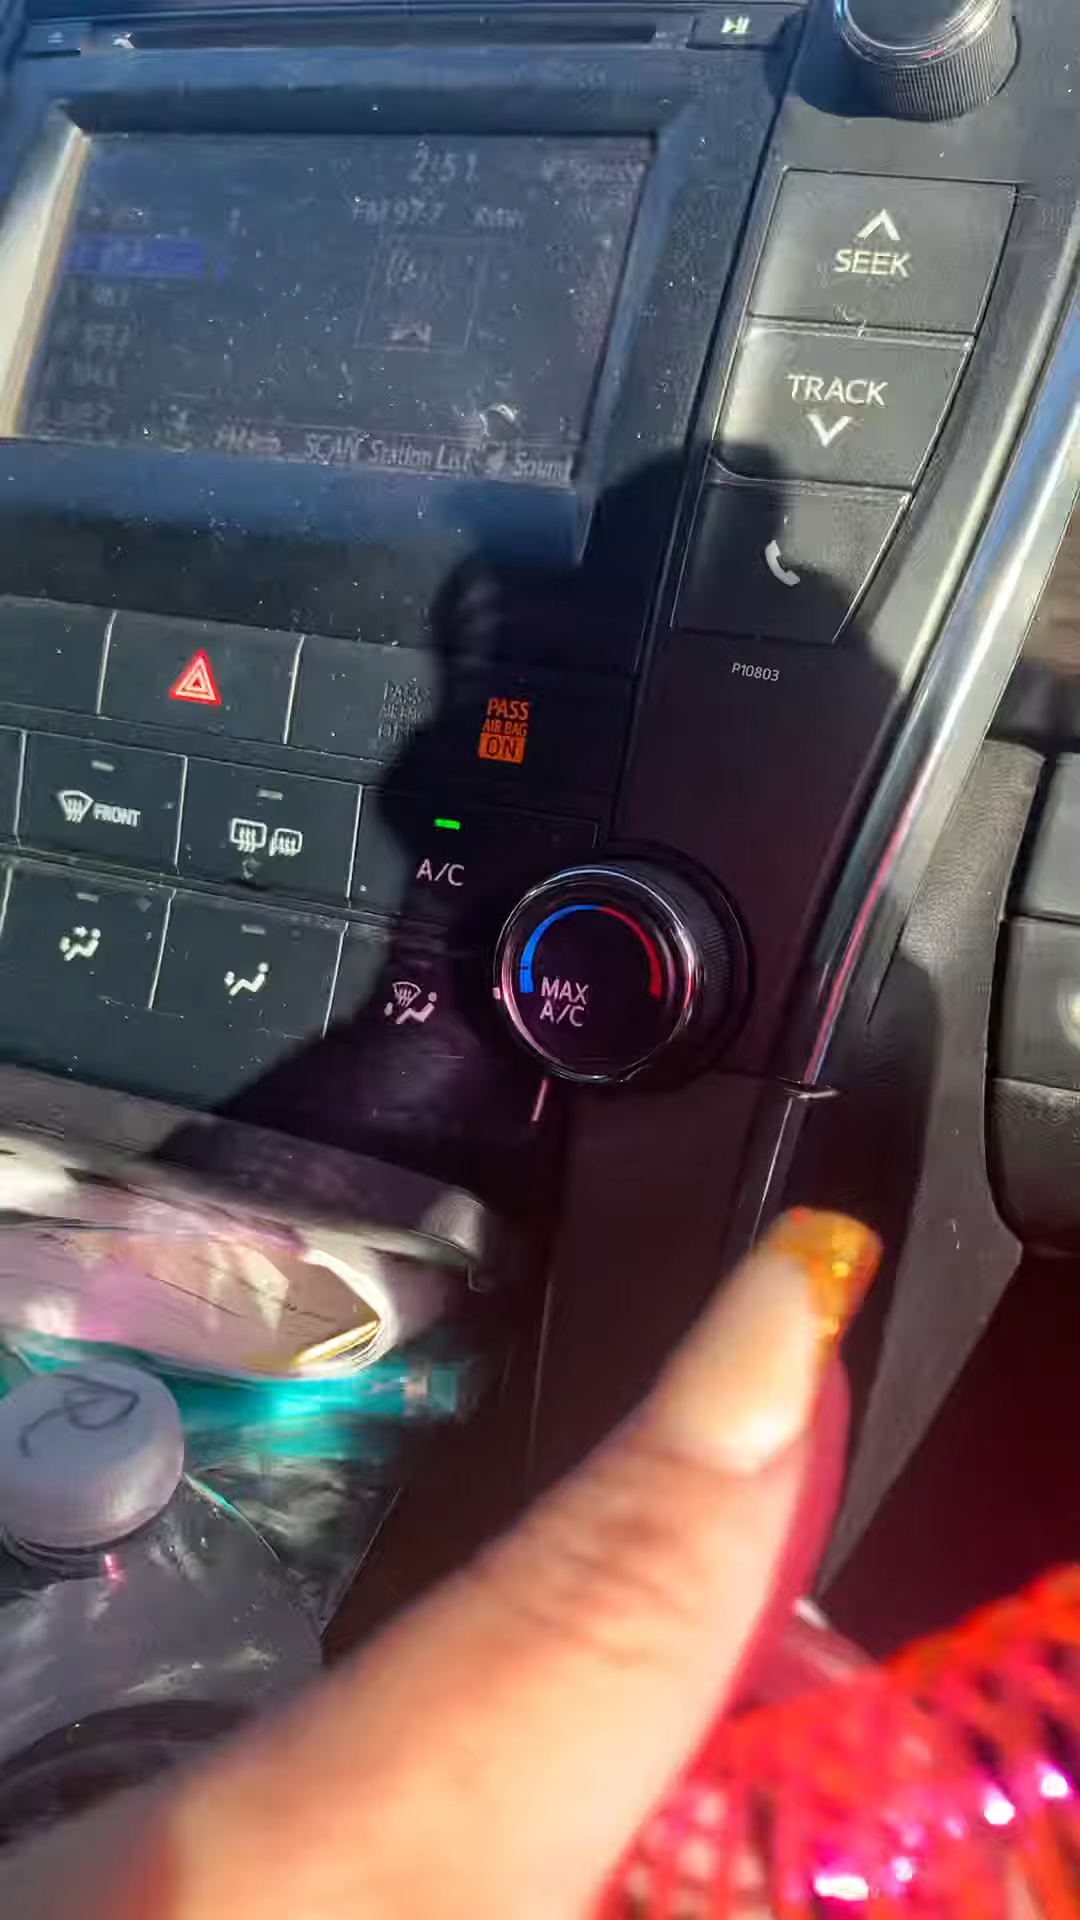 2:51
FM 97.7
SCAN Station List Sound
SEEK
TRACK
P10803
PASS
AIR BAG
ON
FRONT
A/C
MAX
A/C